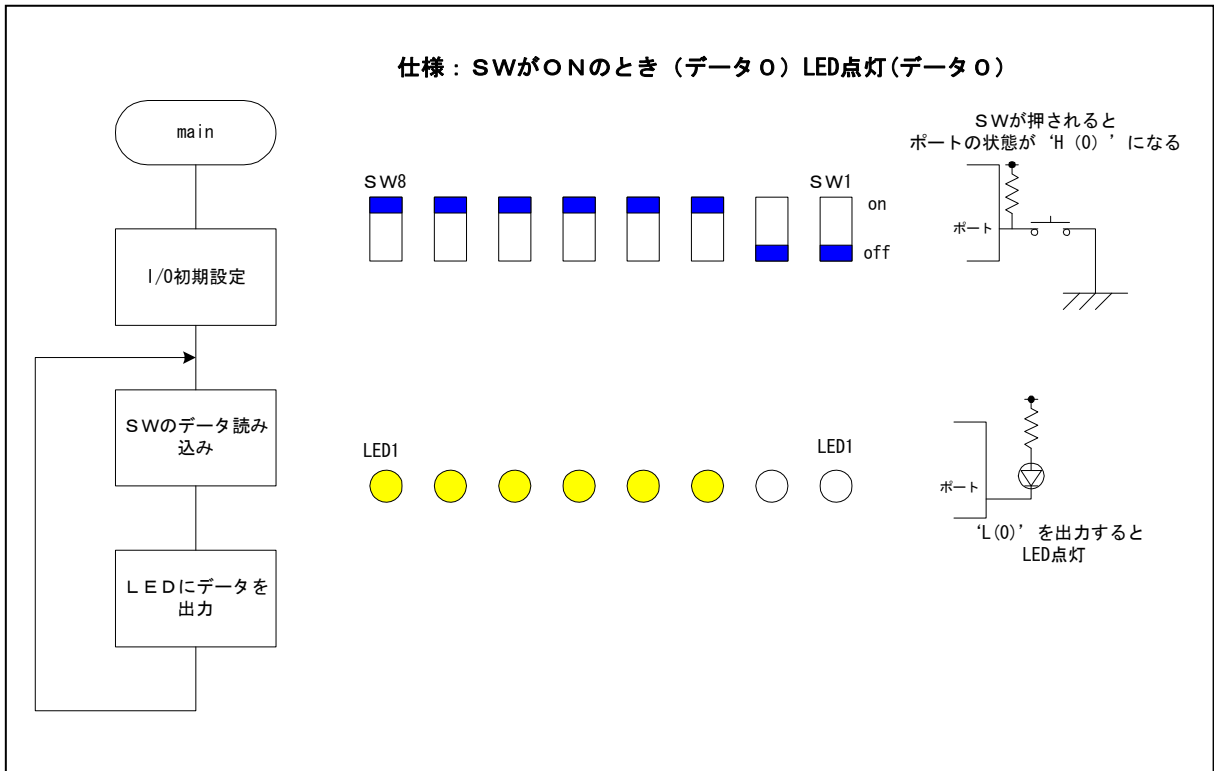 仕様：ＳＷがＯＮのとき（データ０）LED点灯(データ０)
main
I/O初期設定
ＳＷのデータ読み
込み
ＬＥＤにデータを
出力
ＳＷ8
SW1
on
off
LED1
LED1
ＳＷが押されると
ポートの状態が‘H (0) ’になる
ポート
ポート
‘L(0)’を出力すると
LED点灯